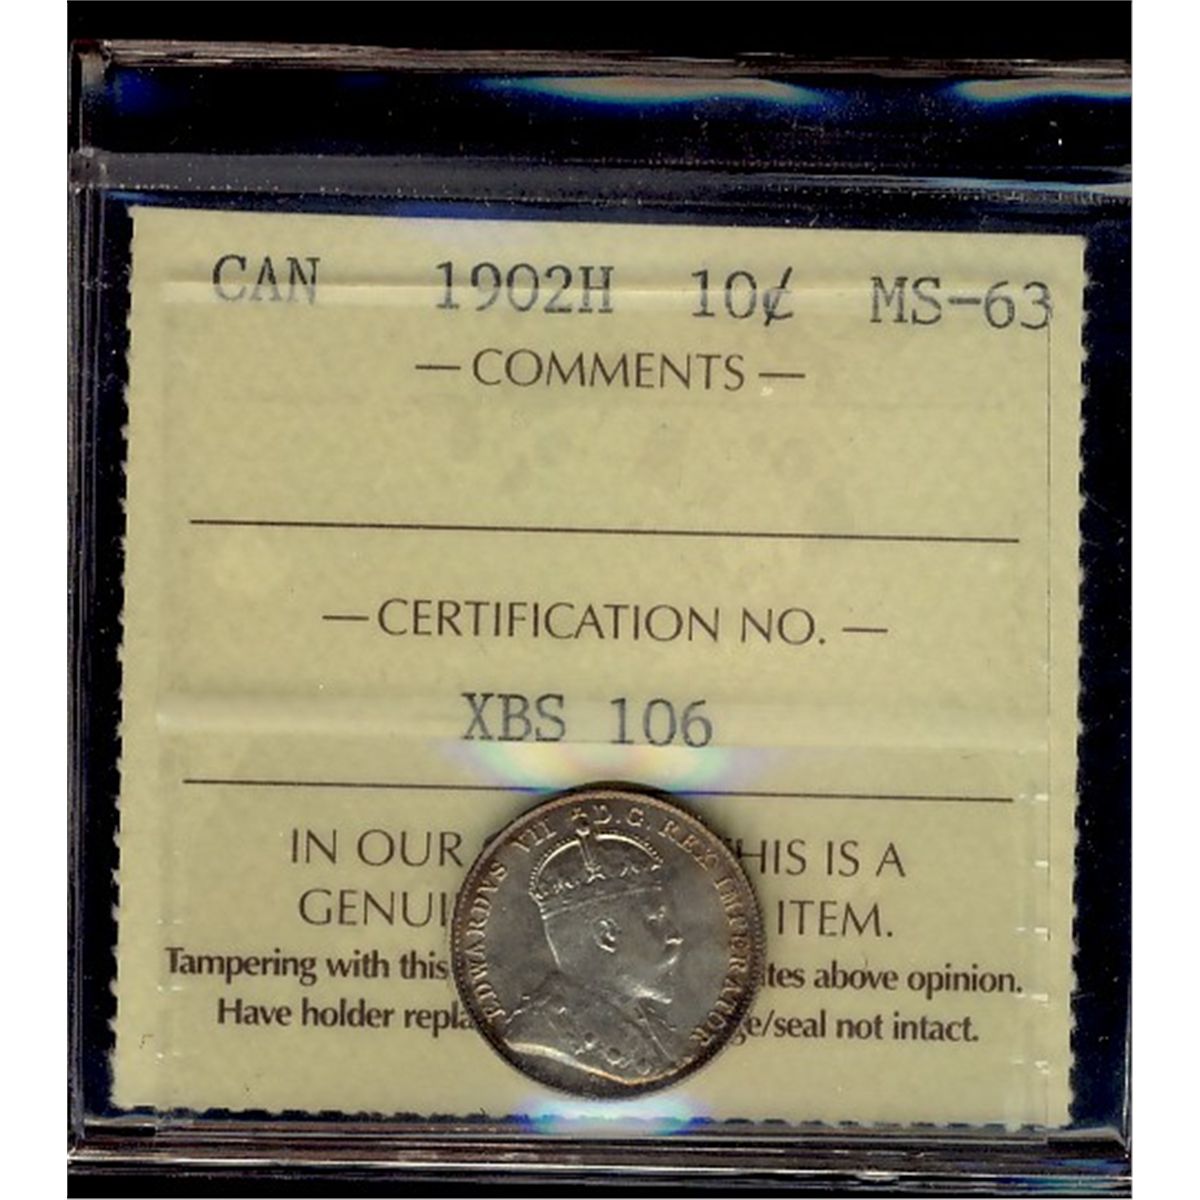 CAN 1902H 10¢ MS-63
— COMMENTS —
— CERTIFICATION NO. —
XBS 106
IN OUR HIS IS A
GENUI ITEM.
Tampering with this tes above opinion.
Have holder repla ge/seal not intact.
EDWARDVS VII D.G. REX IMPERATOR